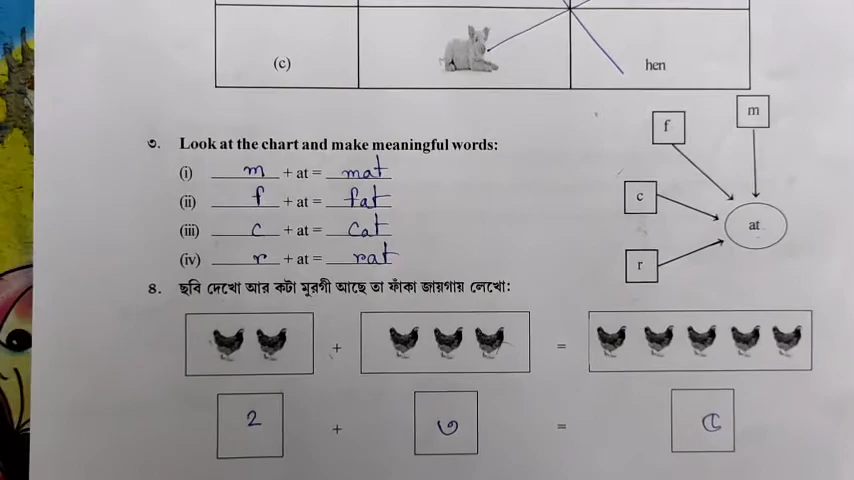 (c) hen
m
f
৩. Look at the chart and make meaningful words:
(i) m + at = mat
(ii) f + at = fat
(iii) c + at = cat
(iv) r + at = rat
c
at
r
৪. ছবি দেখো আর কটা মুরগী আছে তা ফাঁকা জায়গায় লেখো:
+ =
২ + ৩ = ৫